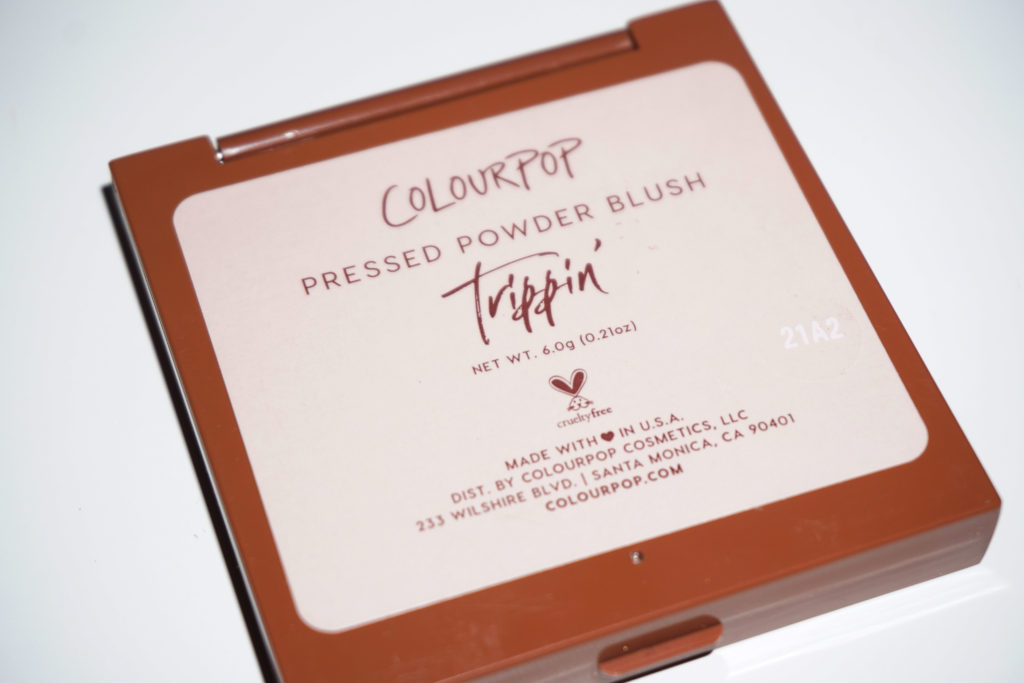 COLOURPOP
PRESSED POWDER BLUSH
Trippin'
NET WT. 6.0g (0.21oz)
crueltyfree
MADE WITH ♥ IN U.S.A.
DIST. BY COLOURPOP COSMETICS, LLC
233 WILSHIRE BLVD. | SANTA MONICA, CA 90401
COLOURPOP.COM
21A2